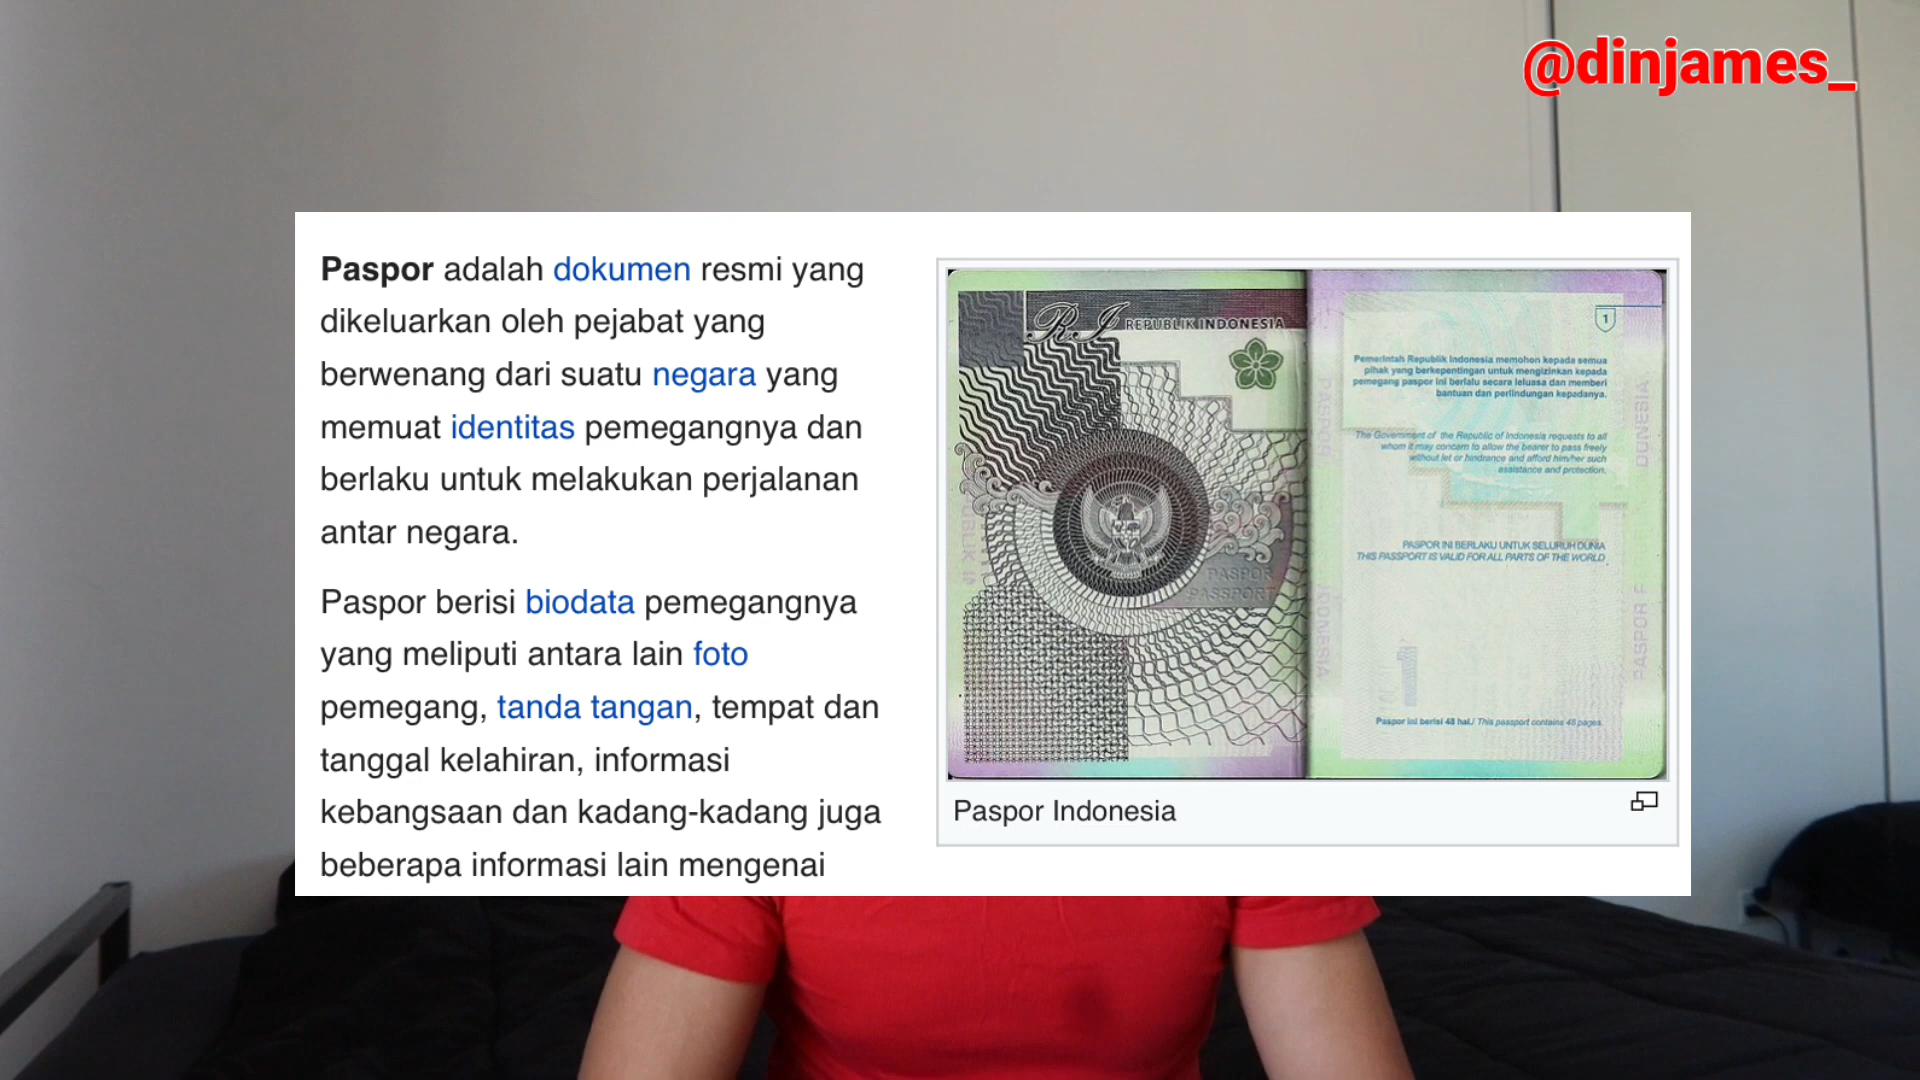 @dinjames_
Paspor adalah dokumen resmi yang
dikeluarkan oleh pejabat yang
berwenang dari suatu negara yang
memuat identitas pemegangnya dan
berlaku untuk melakukan perjalanan
antar negara.
Paspor berisi biodata pemegangnya
yang meliputi antara lain foto
pemegang, tanda tangan, tempat dan
tanggal kelahiran, informasi
kebangsaan dan kadang-kadang juga
beberapa informasi lain mengenai
R.I REPUBLIK INDONESIA
PASPOR
PASSPORT
1
Pemerintah Republik Indonesia memohon kepada semua
pihak yang berkepentingan untuk mengizinkan kepada
pemegang paspor ini berlalu secara leluasa dan memberi
bantuan dan perlindungan kepadanya.
The Government of the Republic of Indonesia requests to all
whom it may concern to allow the bearer to pass freely
without let or hindrance and afford him/her such
assistance and protection.
PASPOR INI BERLAKU UNTUK SELURUH DUNIA
THIS PASSPORT IS VALID FOR ALL PARTS OF THE WORLD
Paspor ini berisi 48 hal./ This passport contains 48 pages.
Paspor Indonesia